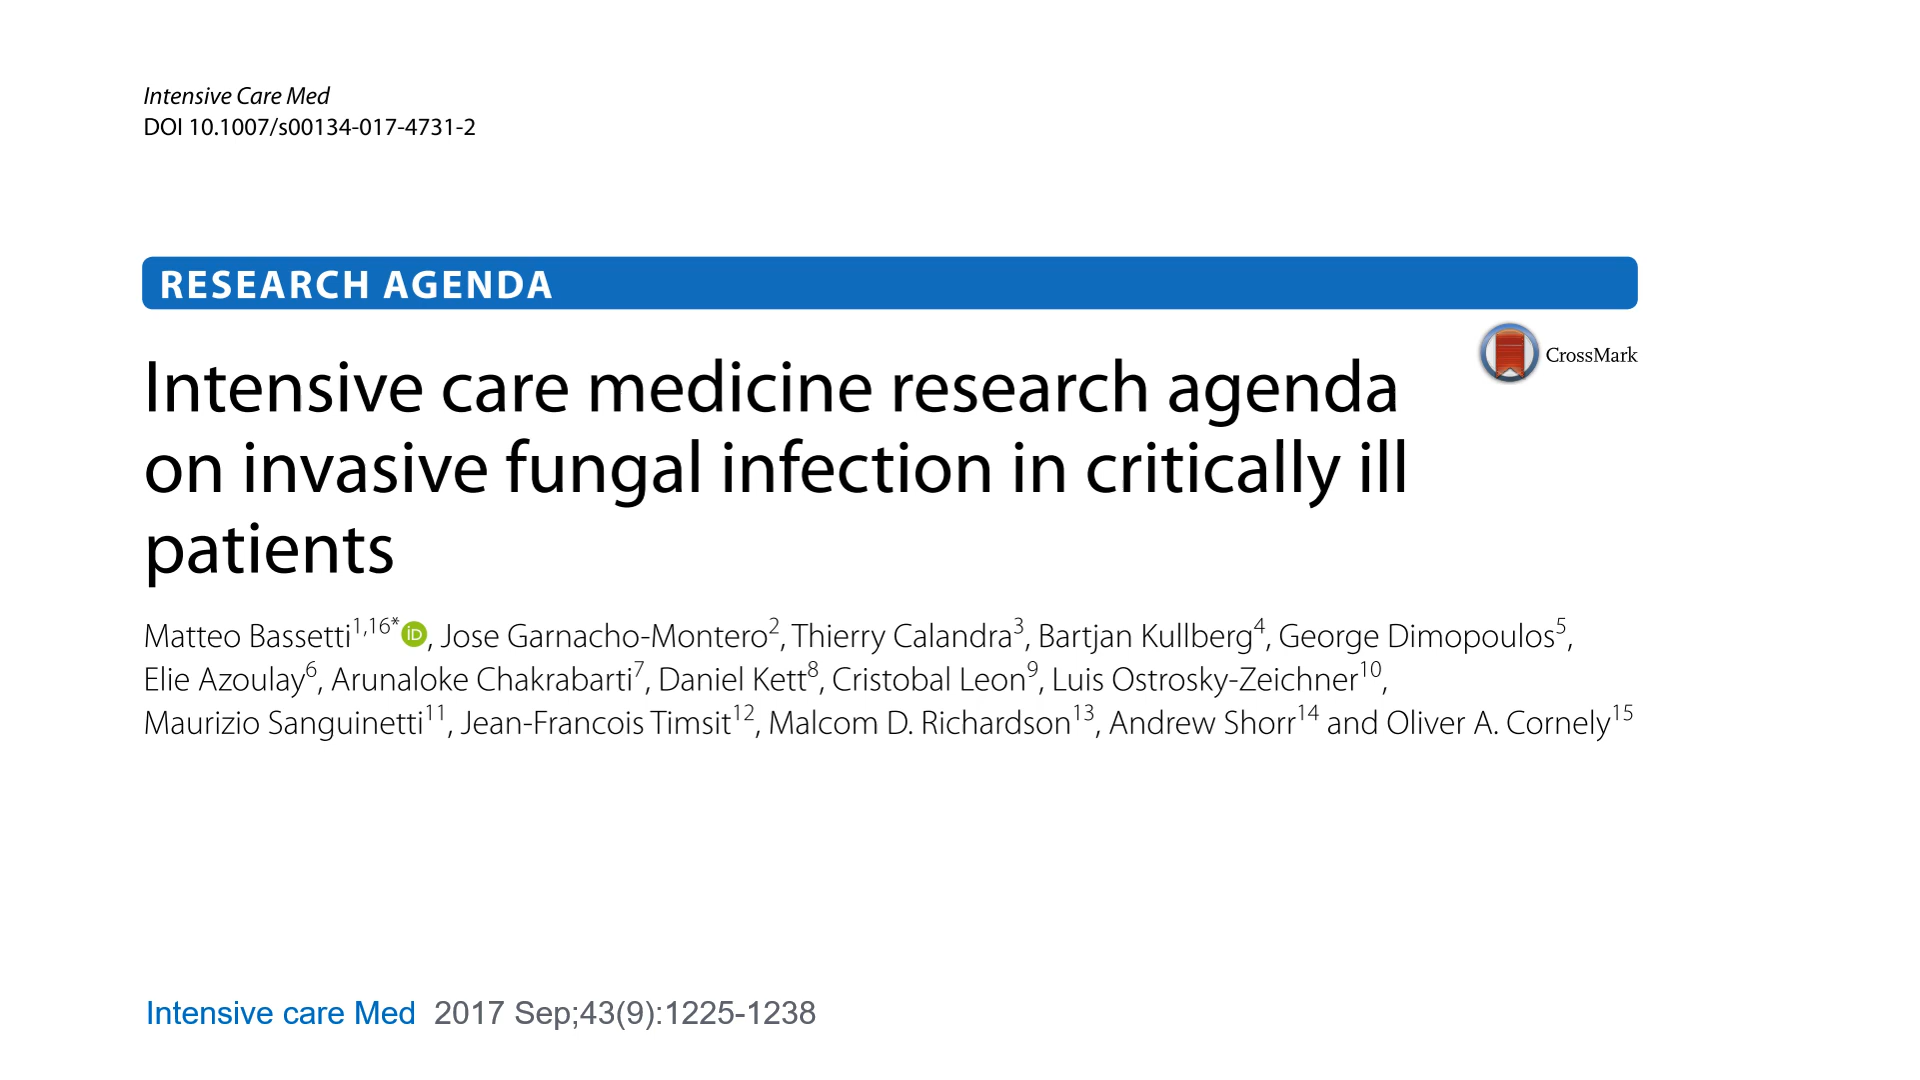 Intensive Care Med
DOI 10.1007/s00134-017-4731-2
RESEARCH AGENDA
CrossMark
Intensive care medicine research agenda
on invasive fungal infection in critically ill
patients
Matteo Bassetti1,16* iD, Jose Garnacho-Montero2, Thierry Calandra3, Bartjan Kullberg4, George Dimopoulos5,
Elie Azoulay6, Arunaloke Chakrabarti7, Daniel Kett8, Cristobal Leon9, Luis Ostrosky-Zeichner10,
Maurizio Sanguinetti11, Jean-Francois Timsit12, Malcom D. Richardson13, Andrew Shorr14 and Oliver A. Cornely15
Intensive care Med 2017 Sep;43(9):1225-1238